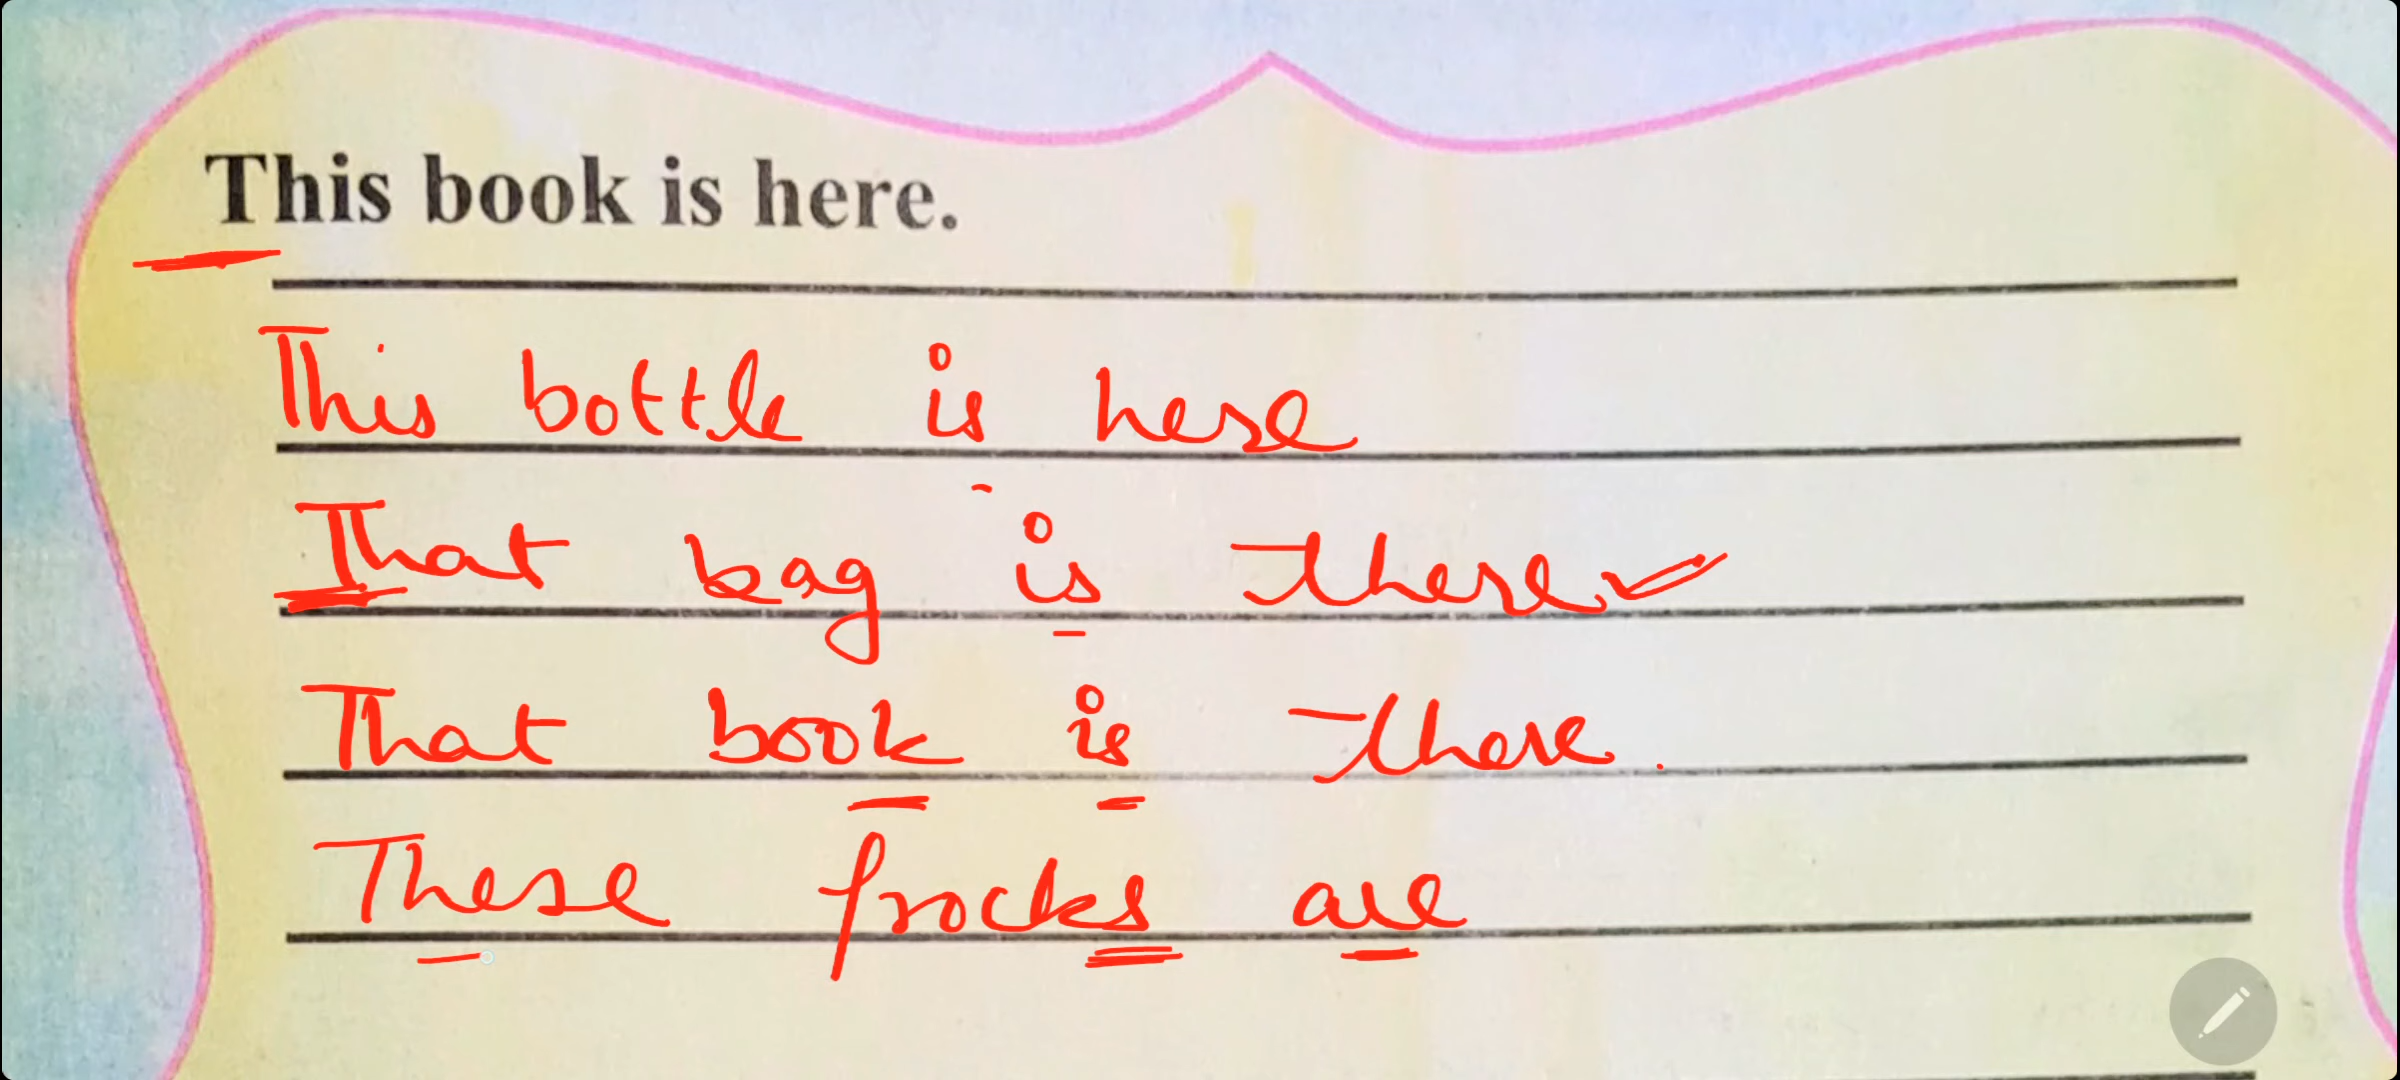 This book is here.
This bottle is here
That bag is there
That book is there.
These frocks are